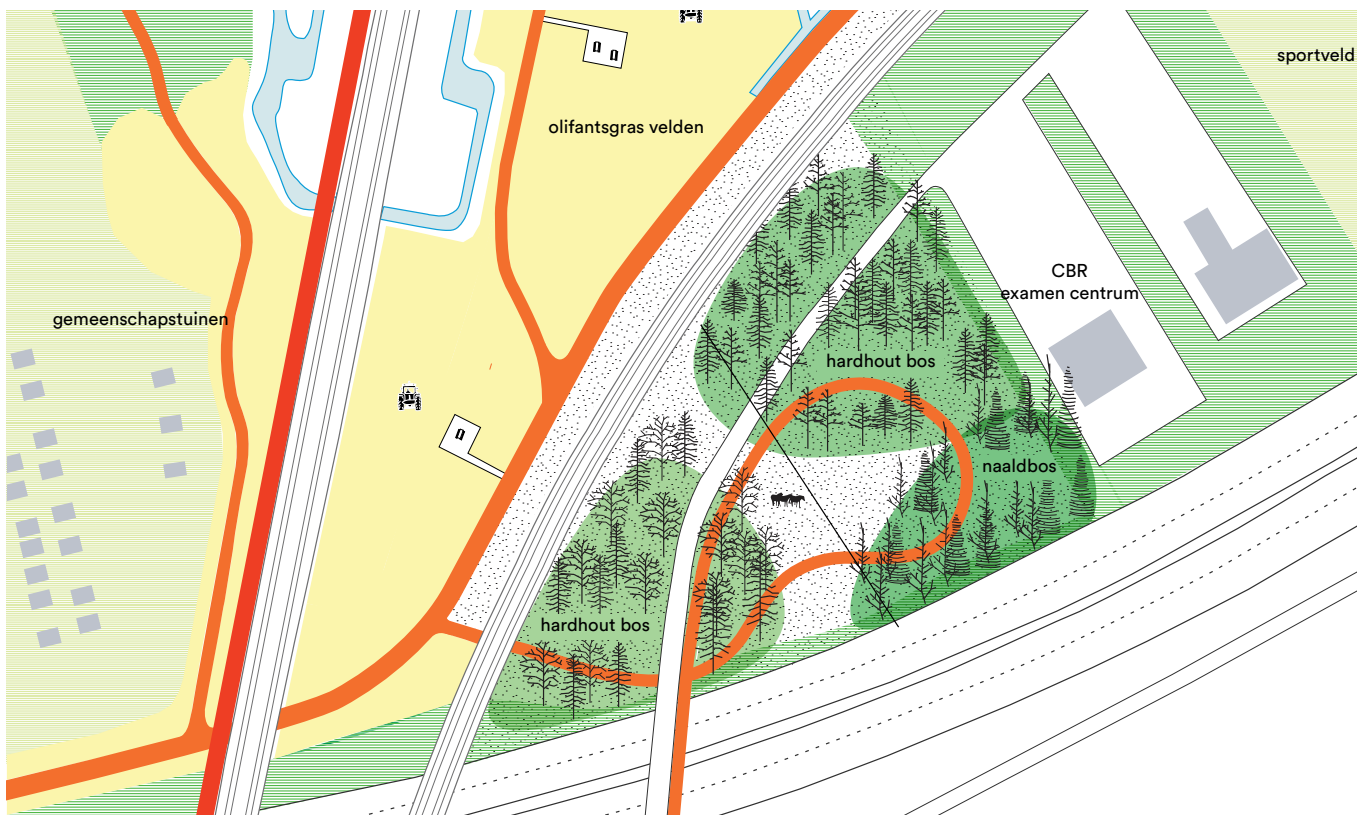 sportveld
olifantsgras velden
CBR
examen centrum
gemeenschapstuinen
hardhout bos
naaldbos
hardhout bos